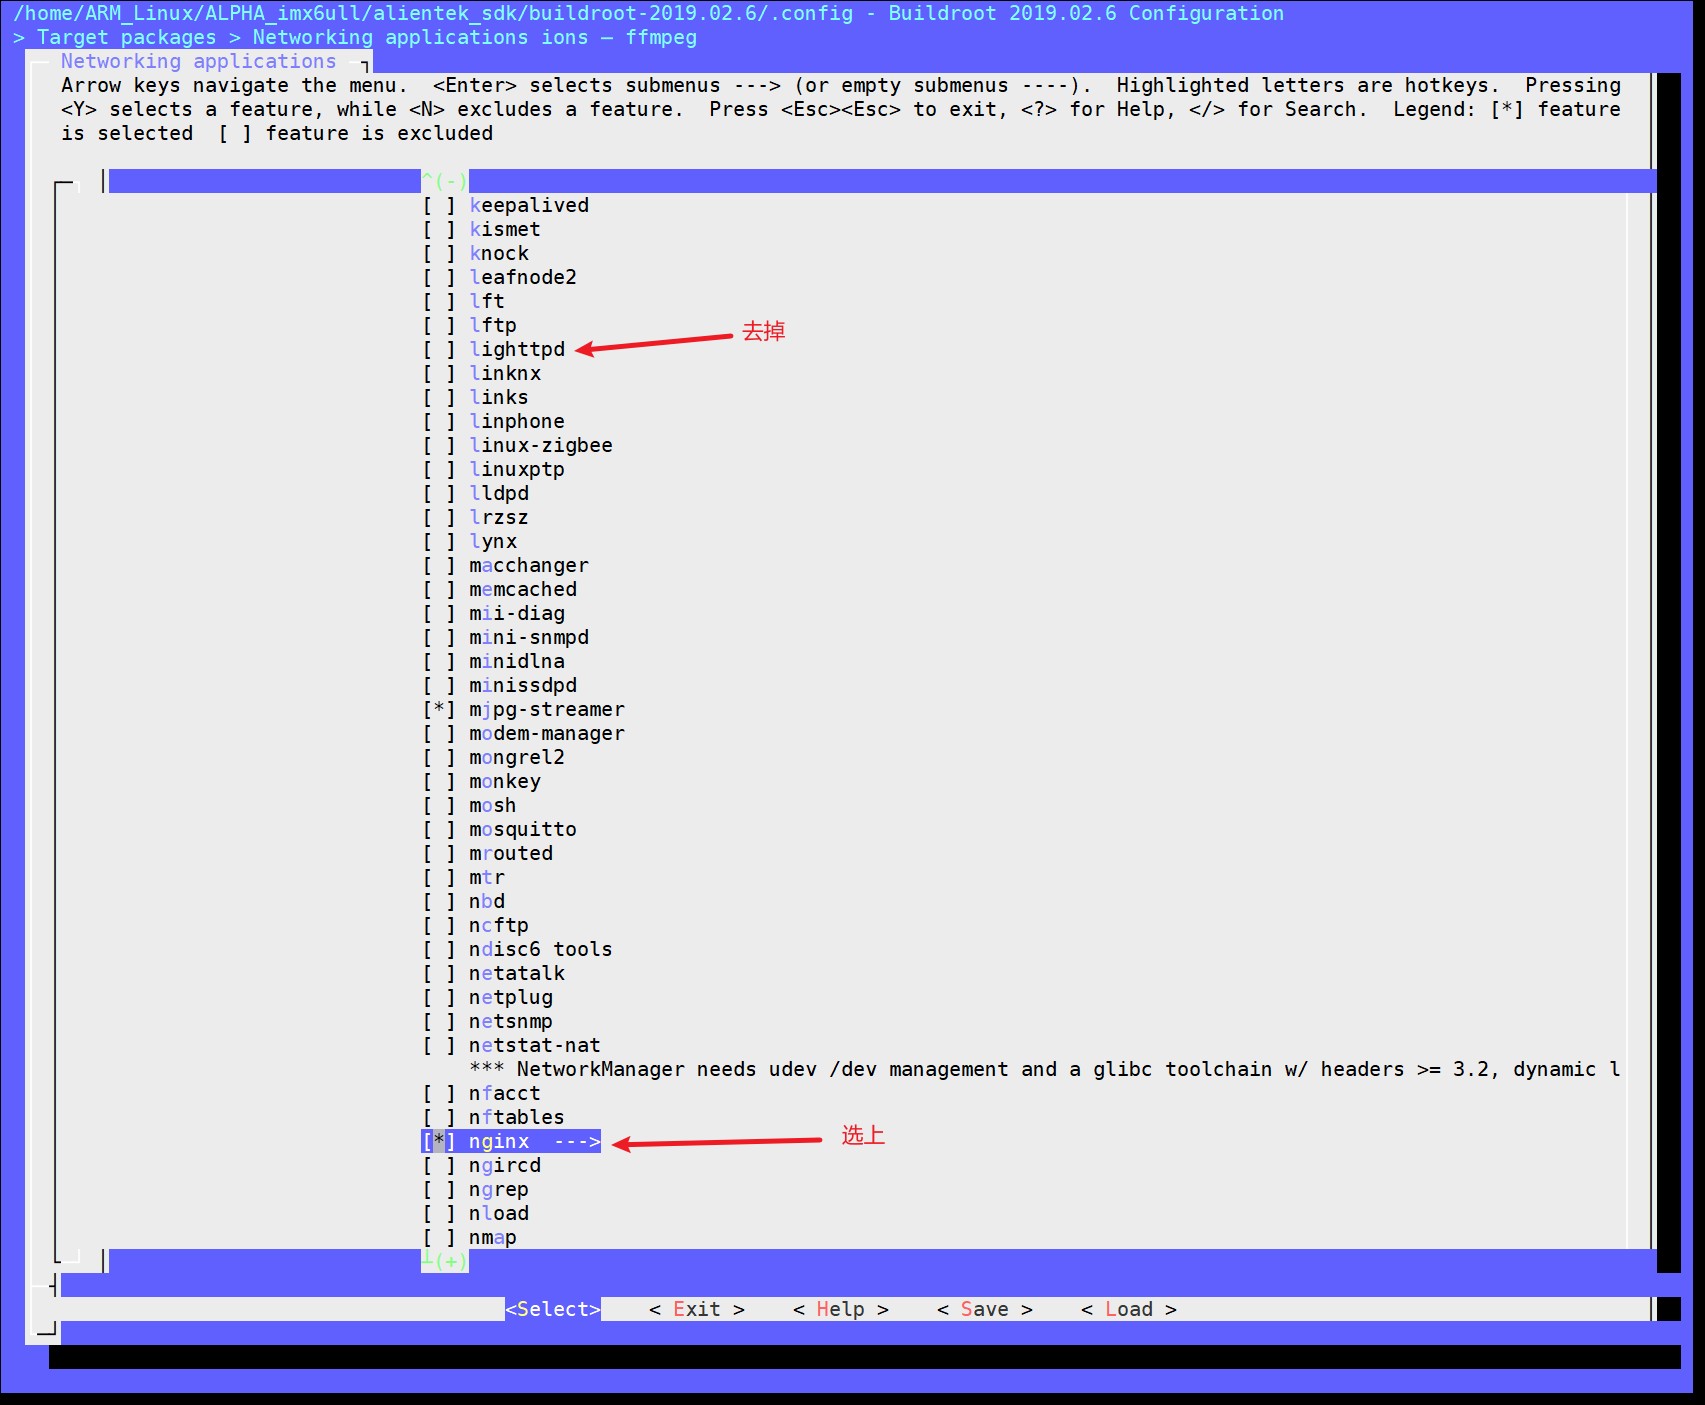 /home/ARM_Linux/ALPHA_imx6ull/alientek_sdk/buildroot-2019.02.6/.config - Buildroot 2019.02.6 Configuration
> Target packages > Networking applications ions — ffmpeg
Networking applications
Arrow keys navigate the menu.  <Enter> selects submenus ---> (or empty submenus ----).  Highlighted letters are hotkeys.  Pressing
<Y> selects a feature, while <N> excludes a feature.  Press <Esc><Esc> to exit, <?> for Help, </> for Search.  Legend: [*] feature
is selected  [ ] feature is excluded
^(-)
[ ] keepalived
[ ] kismet
[ ] knock
[ ] leafnode2
[ ] lft
[ ] lftp
[ ] lighttpd 去掉
[ ] linknx
[ ] links
[ ] linphone
[ ] linux-zigbee
[ ] linuxptp
[ ] lldpd
[ ] lrzsz
[ ] lynx
[ ] macchanger
[ ] memcached
[ ] mii-diag
[ ] mini-snmpd
[ ] minidlna
[ ] minissdpd
[*] mjpg-streamer
[ ] modem-manager
[ ] mongrel2
[ ] monkey
[ ] mosh
[ ] mosquitto
[ ] mrouted
[ ] mtr
[ ] nbd
[ ] ncftp
[ ] ndisc6 tools
[ ] netatalk
[ ] netplug
[ ] netsnmp
[ ] netstat-nat
*** NetworkManager needs udev /dev management and a glibc toolchain w/ headers >= 3.2, dynamic l
[ ] nfacct
[ ] nftables
[*] nginx  ---> 选上
[ ] ngircd
[ ] ngrep
[ ] nload
[ ] nmap
┴(+)
<Select>    < Exit >    < Help >    < Save >    < Load >